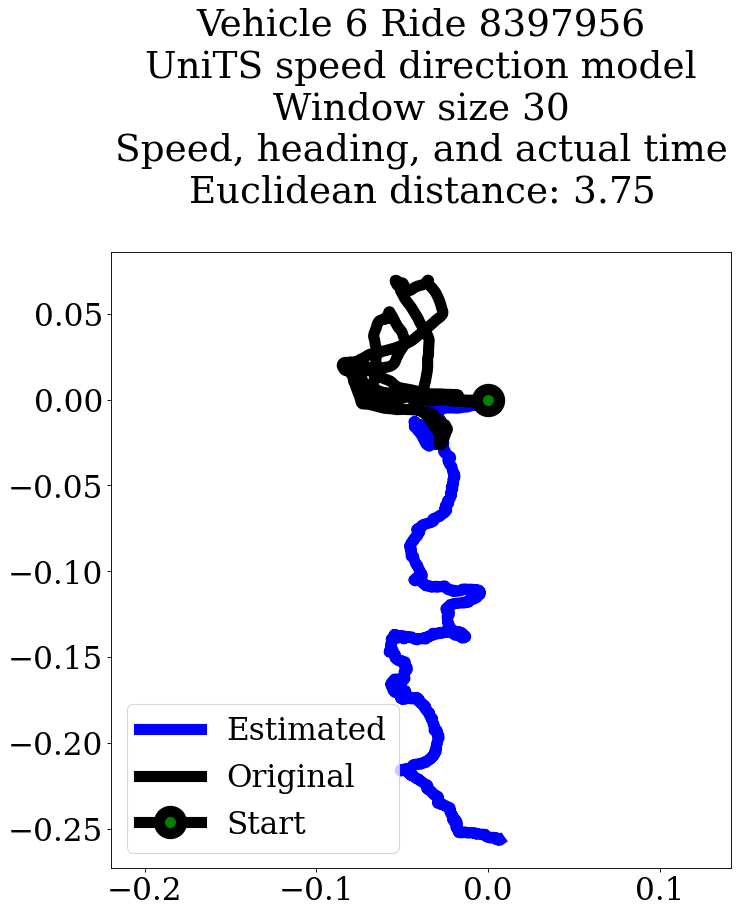 Vehicle 6 Ride 8397956
UniTS speed direction model
Window size 30
Speed, heading, and actual time
Euclidean distance: 3.75
0.05
0.00
−0.05
−0.10
−0.15
−0.20
−0.25
Estimated
Original
Start
−0.2 −0.1 0.0 0.1